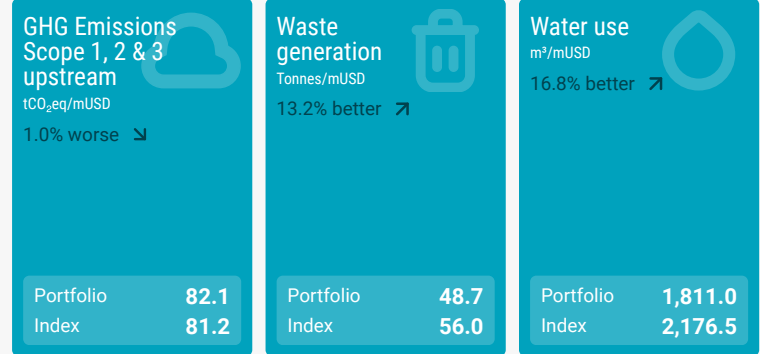 GHG Emissions
Scope 1, 2 & 3
upstream
tCO₂eq/mUSD
1.0% worse
Portfolio 82.1
Index 81.2
Waste
generation
Tonnes/mUSD
13.2% better
Portfolio 48.7
Index 56.0
Water use
m³/mUSD
16.8% better
Portfolio 1,811.0
Index 2,176.5